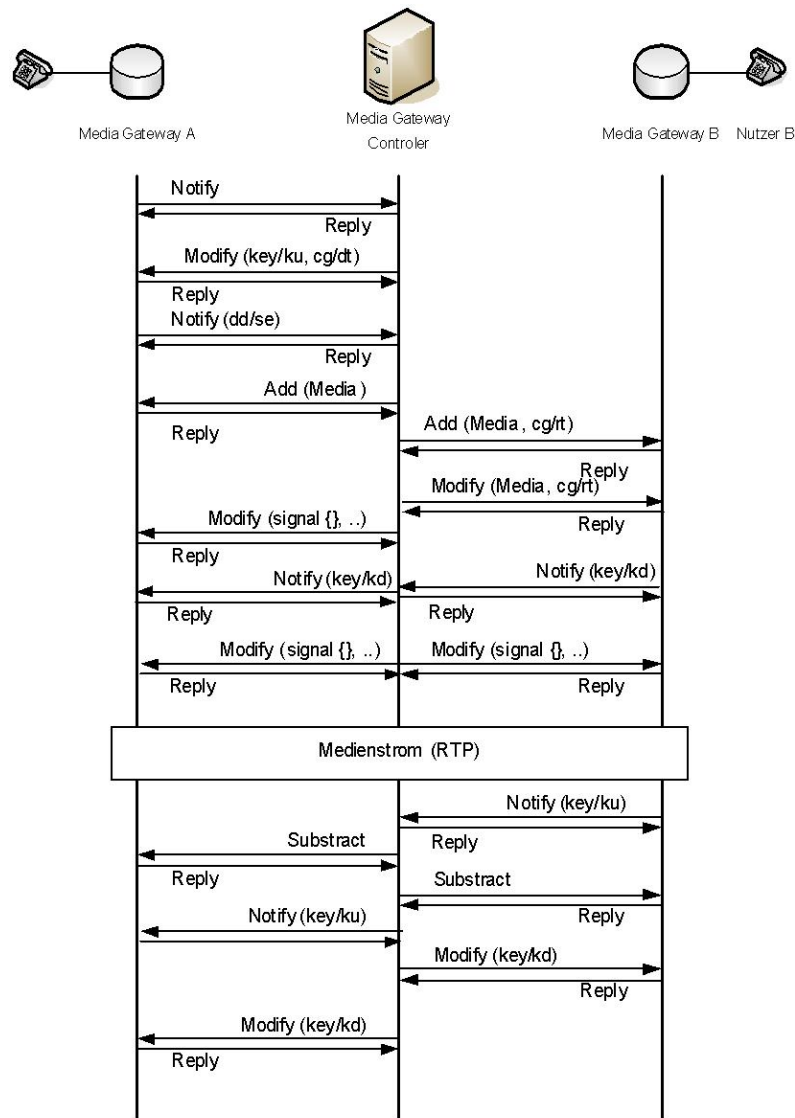 Media Gateway A
Media Gateway
Controler
Media Gateway B
Nutzer B
Notify
Reply
Modify (key/ku, cg/dt)
Reply
Notify (dd/se)
Reply
Add (Media )
Reply
Add (Media , cg/rt)
Reply
Modify (Media, cg/rt)
Reply
Modify (signal {}, ..)
Reply
Notify (key/kd)
Reply
Notify (key/kd)
Reply
Modify (signal {}, ..)
Reply
Modify (signal {}, ..)
Reply
Medienstrom (RTP)
Notify (key/ku)
Reply
Substract
Reply
Substract
Reply
Notify (key/ku)
Modify (key/kd)
Reply
Modify (key/kd)
Reply